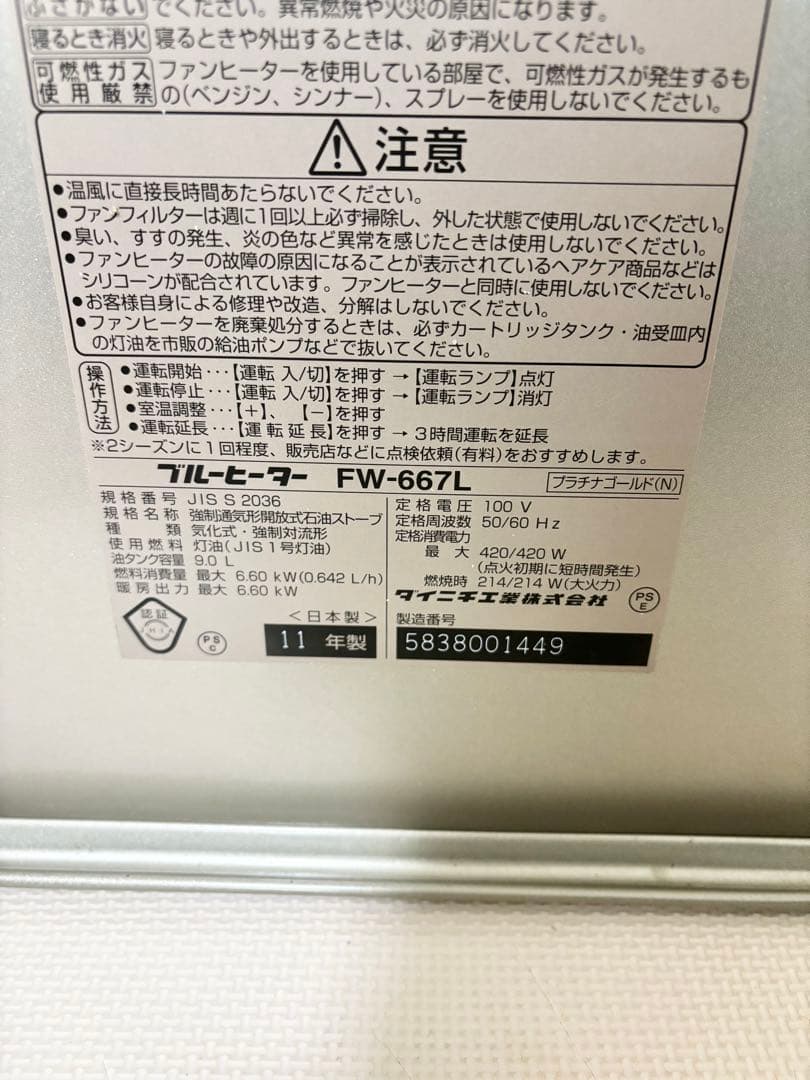 ふさがないでください。異常燃焼や火災の原因になります。
寝るとき消火 寝るときや外出するときは、必ず消火してください。
可燃性ガス使用厳禁 ファンヒーターを使用している部屋で、可燃性ガスが発生するも
の(ベンジン、シンナー)、スプレーを使用しないでください。
注意
●温風に直接長時間あたらないでください。
●ファンフィルターは週に1回以上必ず掃除し、外した状態で使用しないでください。
●臭い、すすの発生、炎の色など異常を感じたときは使用しないでください。
●ファンヒーターの故障の原因になることが表示されているヘアケア商品などは
シリコーンが配合されています。ファンヒーターと同時に使用しないでください。
●お客様自身による修理や改造、分解はしないでください。
●ファンヒーターを廃棄処分するときは、必ずカートリッジタンク・油受皿内
の灯油を市販の給油ポンプなどで抜いてください。
操作方法
●運転開始･･･【運転 入/切】を押す → 【運転ランプ】点灯
●運転停止･･･【運転 入/切】を押す → 【運転ランプ】消灯
●室温調整･･･【+】、【−】を押す
●運転延長･･･【運転延長】を押す → 3時間運転を延長
※2シーズンに1回程度、販売店などに点検依頼(有料)をおすすめします。
ブルーヒーター FW-667L プラチナゴールド(N)
規格番号 JIS S 2036
規格名称 強制通気形開放式石油ストーブ
種類 気化式・強制対流形
使用燃料 灯油(JIS1号灯油)
油タンク容量 9.0 L
燃料消費量 最大 6.60 kW(0.642 L/h)
暖房出力 最大 6.60 kW
定格電圧 100 V
定格周波数 50/60 Hz
定格消費電力
最大 420/420 W
(点火初期に短時間発生)
燃焼時 214/214 W(大火力)
ダイニチ工業株式会社
PS E
認証
JHIA
PS C
<日本製>
11 年製
製造番号
5838001449